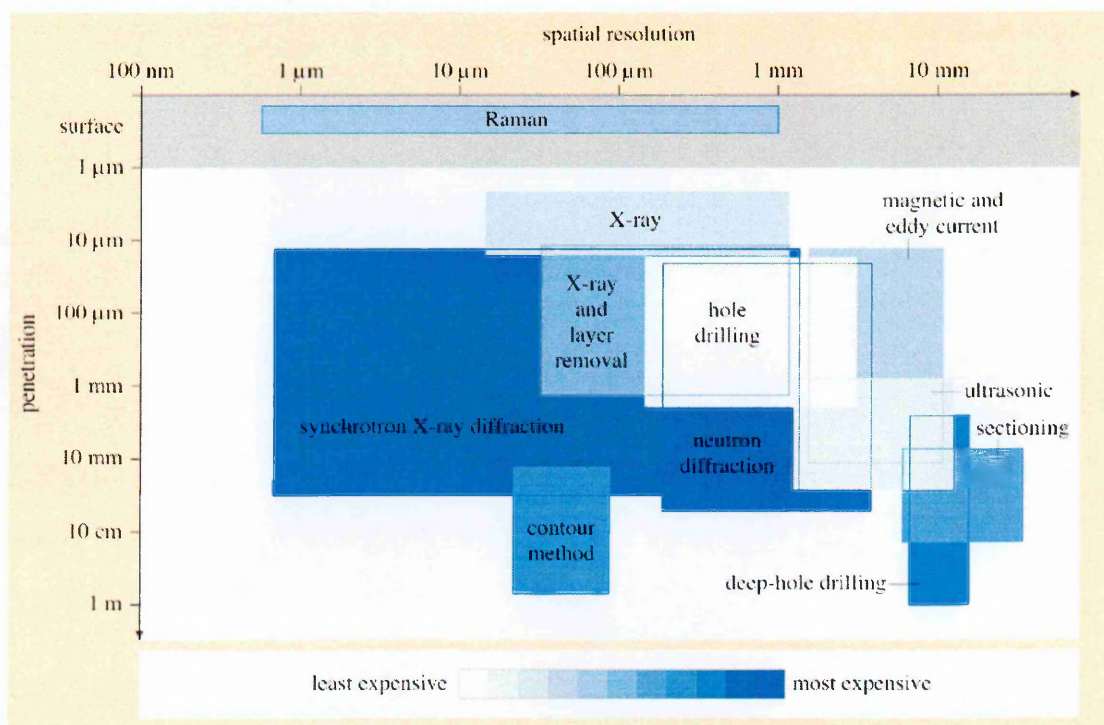 spatial resolution
100 nm 1 μm 10 μm 100 μm 1 mm 10 mm
surface
Raman
1 μm
X-ray
magnetic and
eddy current
10 μm
X-ray
and
layer
removal
hole
drilling
100 μm
penetration
1 mm
ultrasonic
synchrotron X-ray diffraction
neutron
diffraction
sectioning
10 mm
contour
method
10 cm
deep-hole drilling
1 m
least expensive most expensive